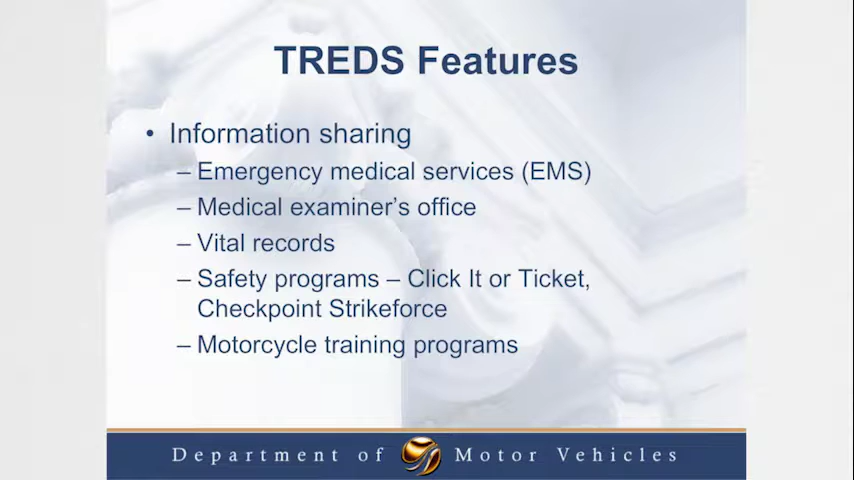 TREDS Features
• Information sharing
– Emergency medical services (EMS)
– Medical examiner's office
– Vital records
– Safety programs – Click It or Ticket,
Checkpoint Strikeforce
– Motorcycle training programs
Department of Motor Vehicles